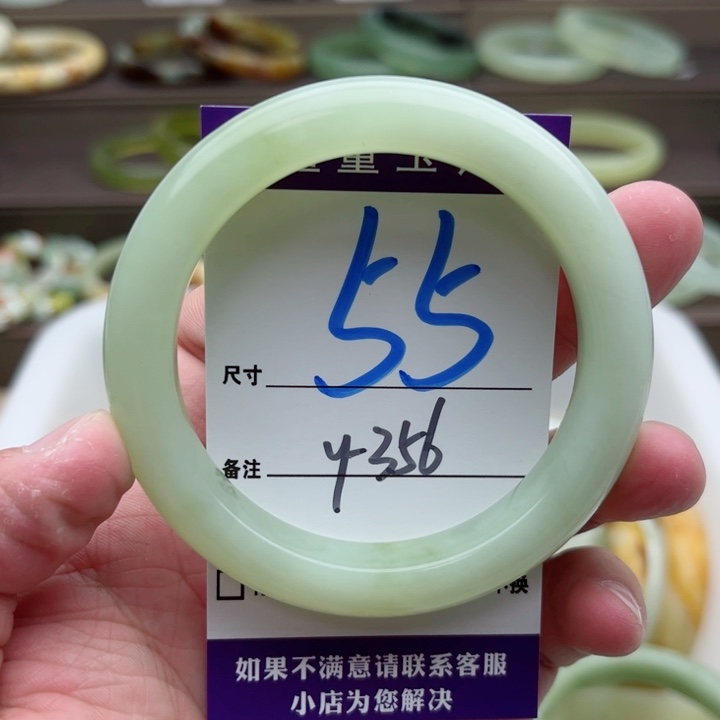 尺寸 55
备注 4356
换
如果不满意请联系客服
小店为您解决